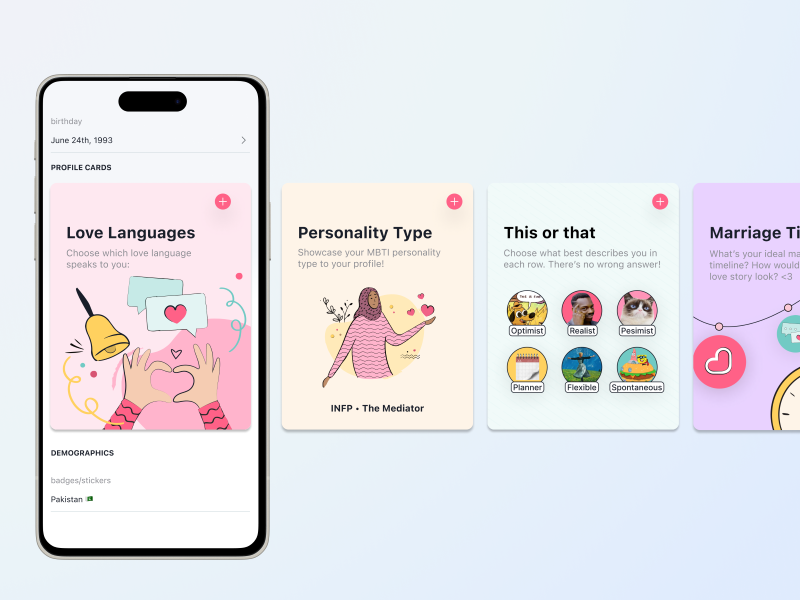 birthday
June 24th, 1993
PROFILE CARDS
Love Languages
Choose which love language
speaks to you:
DEMOGRAPHICS
badges/stickers
Pakistan
Personality Type
Showcase your MBTI personality
type to your profile!
INFP • The Mediator
This or that
Choose what best describes you in
each row. There's no wrong answer!
Optimist
Realist
Pesimist
Planner
Flexible
Spontaneous
Marriage Ti
What's your ideal ma
timeline? How would
love story look? <3